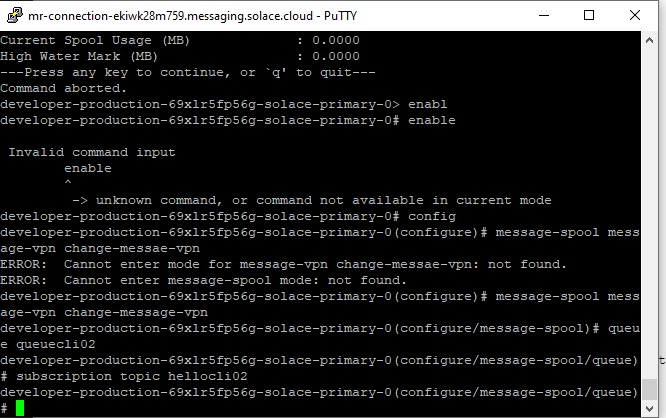 mr-connection-ekiwk28m759.messaging.solace.cloud - PuTTY
Current Spool Usage (MB)             : 0.0000
High Water Mark (MB)                 : 0.0000
---Press any key to continue, or `q' to quit---
Command aborted.
developer-production-69xlr5fp56g-solace-primary-0> enabl
developer-production-69xlr5fp56g-solace-primary-0# enable
 Invalid command input
        enable
        ^
         -> unknown command, or command not available in current mode
developer-production-69xlr5fp56g-solace-primary-0# config
developer-production-69xlr5fp56g-solace-primary-0(configure)# message-spool mess
age-vpn change-messae-vpn
ERROR:  Cannot enter mode for message-vpn change-messae-vpn: not found.
ERROR:  Cannot enter message-spool mode: not found.
developer-production-69xlr5fp56g-solace-primary-0(configure)# message-spool mess
age-vpn change-message-vpn
developer-production-69xlr5fp56g-solace-primary-0(configure/message-spool)# queu
e queuecli02
developer-production-69xlr5fp56g-solace-primary-0(configure/message-spool/queue)
# subscription topic hellocli02
developer-production-69xlr5fp56g-solace-primary-0(configure/message-spool/queue)
#
t